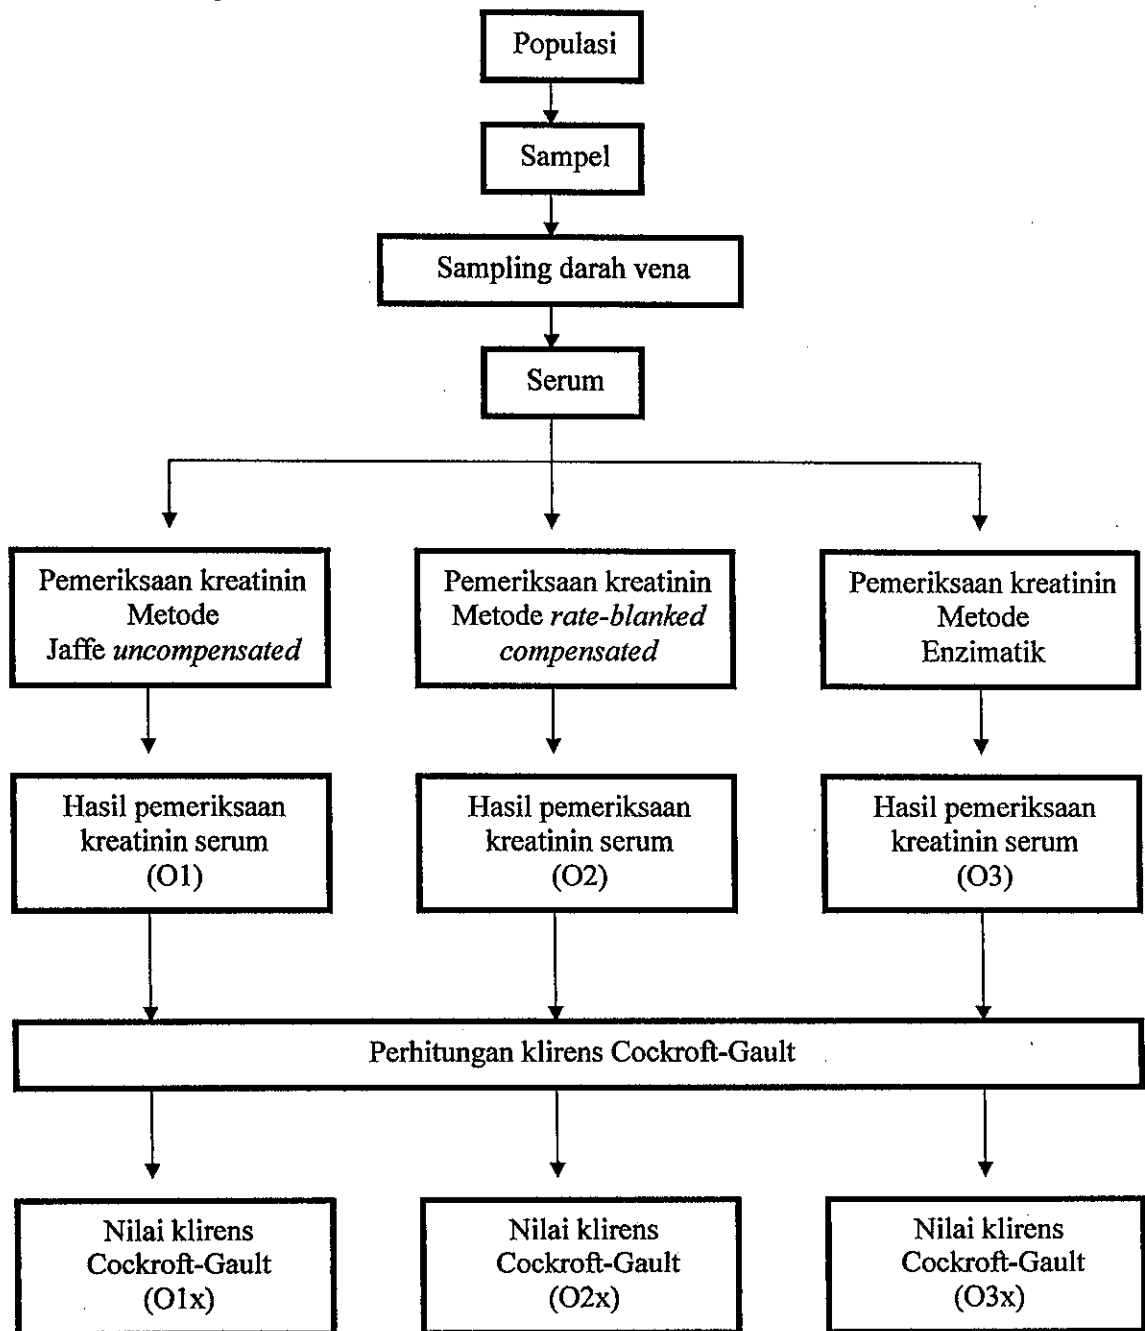 Populasi
Sampel
Sampling darah vena
Serum
Pemeriksaan kreatinin
Metode
Jaffe uncompensated
Pemeriksaan kreatinin
Metode rate-blanked
compensated
Pemeriksaan kreatinin
Metode
Enzimatik
Hasil pemeriksaan
kreatinin serum
(O1)
Hasil pemeriksaan
kreatinin serum
(O2)
Hasil pemeriksaan
kreatinin serum
(O3)
Perhitungan klirens Cockroft-Gault
Nilai klirens
Cockroft-Gault
(O1x)
Nilai klirens
Cockroft-Gault
(O2x)
Nilai klirens
Cockroft-Gault
(O3x)